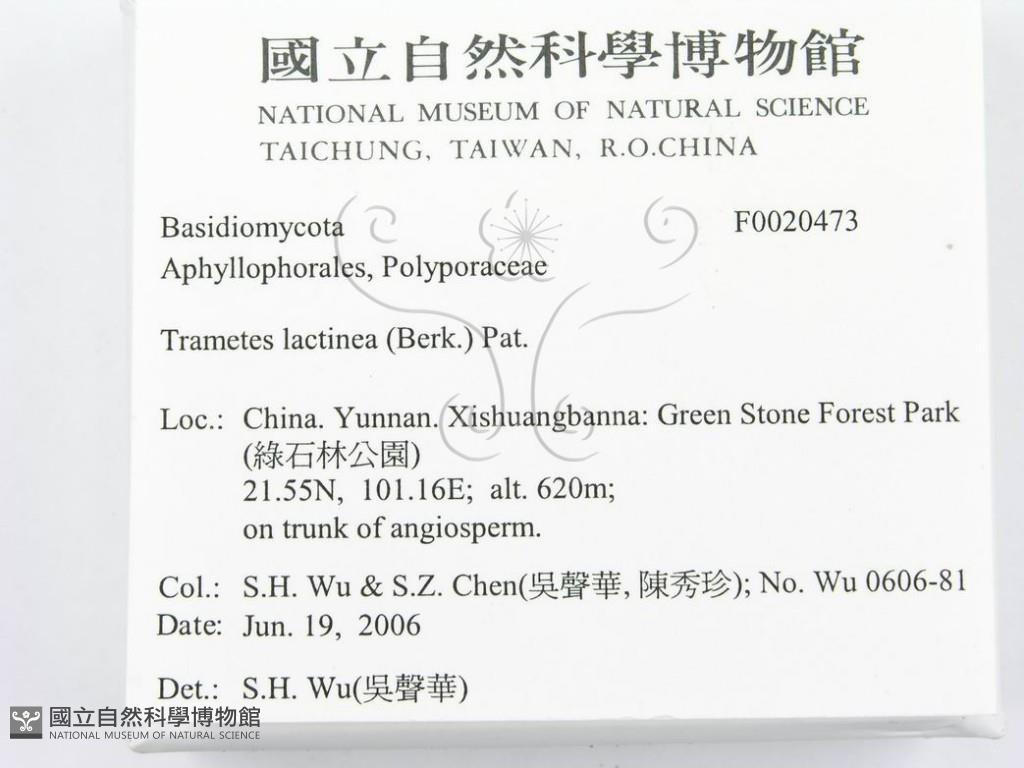 國立自然科學博物館
NATIONAL MUSEUM OF NATURAL SCIENCE
TAICHUNG, TAIWAN, R.O.CHINA
Basidiomycota F0020473
Aphyllophorales, Polyporaceae
Trametes lactinea (Berk.) Pat.
Loc.: China. Yunnan. Xishuangbanna: Green Stone Forest Park
(綠石林公園)
21.55N, 101.16E; alt. 620m;
on trunk of angiosperm.
Col.: S.H. Wu & S.Z. Chen(吳聲華, 陳秀珍); No. Wu 0606-81
Date: Jun. 19, 2006
Det.: S.H. Wu(吳聲華)
國立自然科學博物館
NATIONAL MUSEUM OF NATURAL SCIENCE